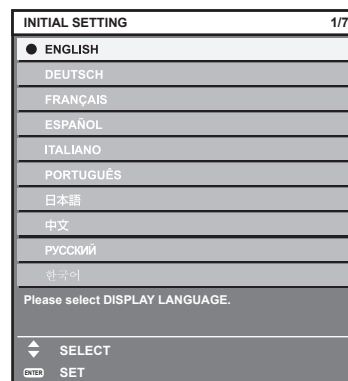 INITIAL SETTING 1/7
ENGLISH
DEUTSCH
FRANÇAIS
ESPAÑOL
ITALIANO
PORTUGUÊS
日本語
中文
РУССКИЙ
한국어
Please select DISPLAY LANGUAGE.
SELECT
ENTER SET